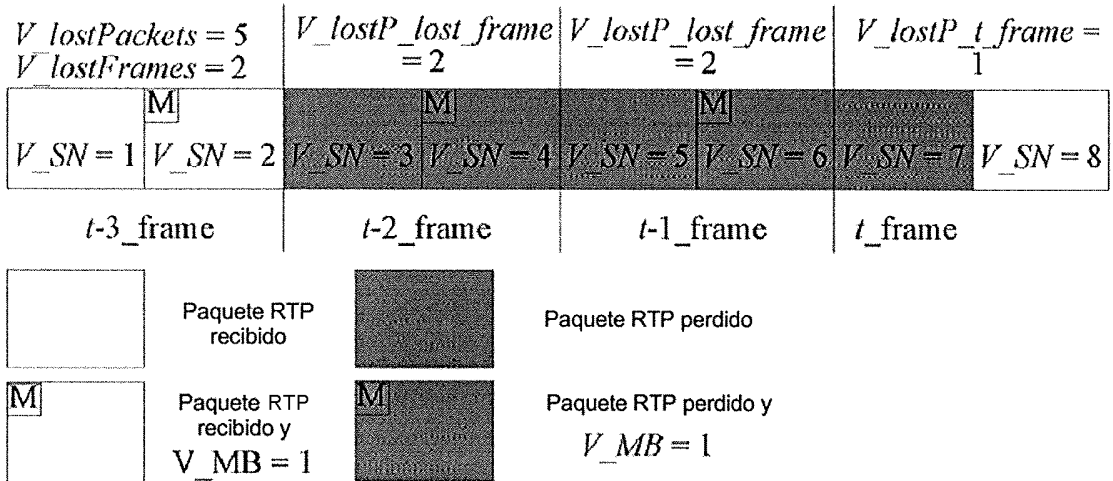 V_lostPackets = 5
V_lostFrames = 2
V_lostP_lost_frame
= 2
V_lostP_lost_frame
= 2
V_lostP_t_frame =
1
M
M
M
V_SN = 1
V_SN = 2
V_SN = 3
V_SN = 4
V_SN = 5
V_SN = 6
V_SN = 7
V_SN = 8
t-3_frame
t-2_frame
t-1_frame
t_frame
Paquete RTP
recibido
Paquete RTP perdido
M
Paquete RTP
recibido y
V_MB = 1
M
Paquete RTP perdido y
V_MB = 1